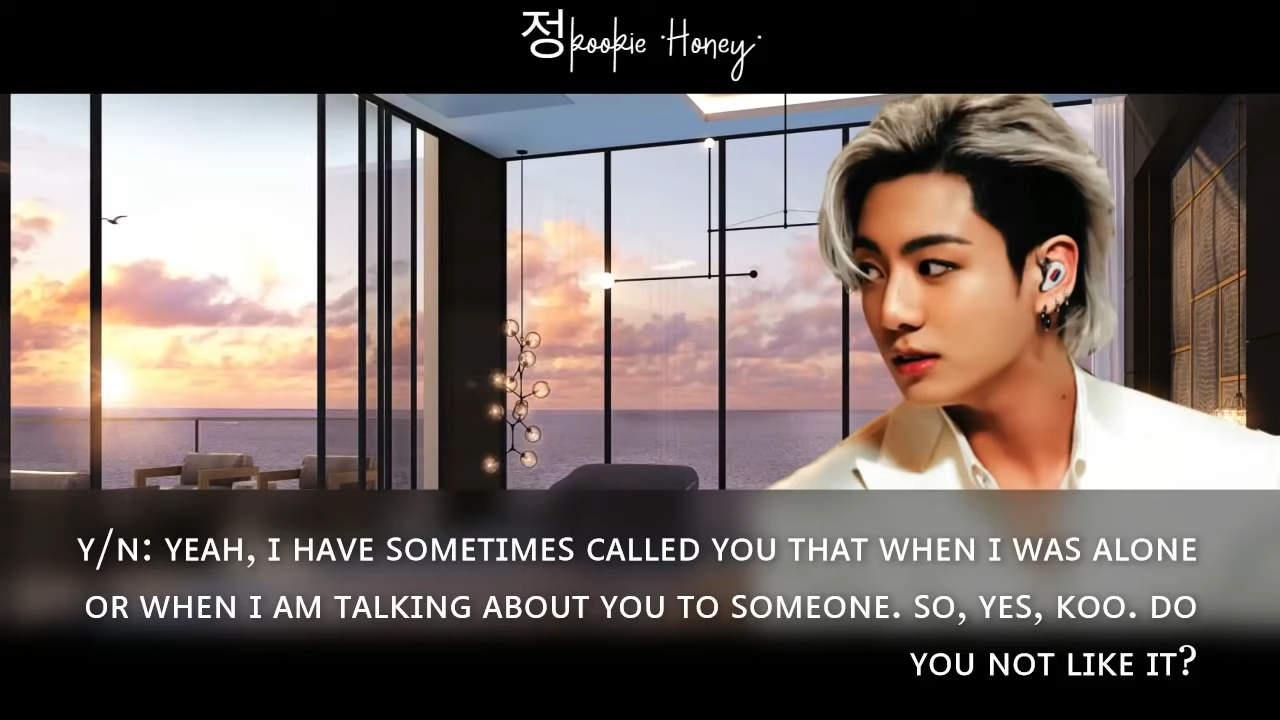 정kookie ·Honey·
Y/N: YEAH, I HAVE SOMETIMES CALLED YOU THAT WHEN I WAS ALONE
OR WHEN I AM TALKING ABOUT YOU TO SOMEONE. SO, YES, KOO. DO
YOU NOT LIKE IT?